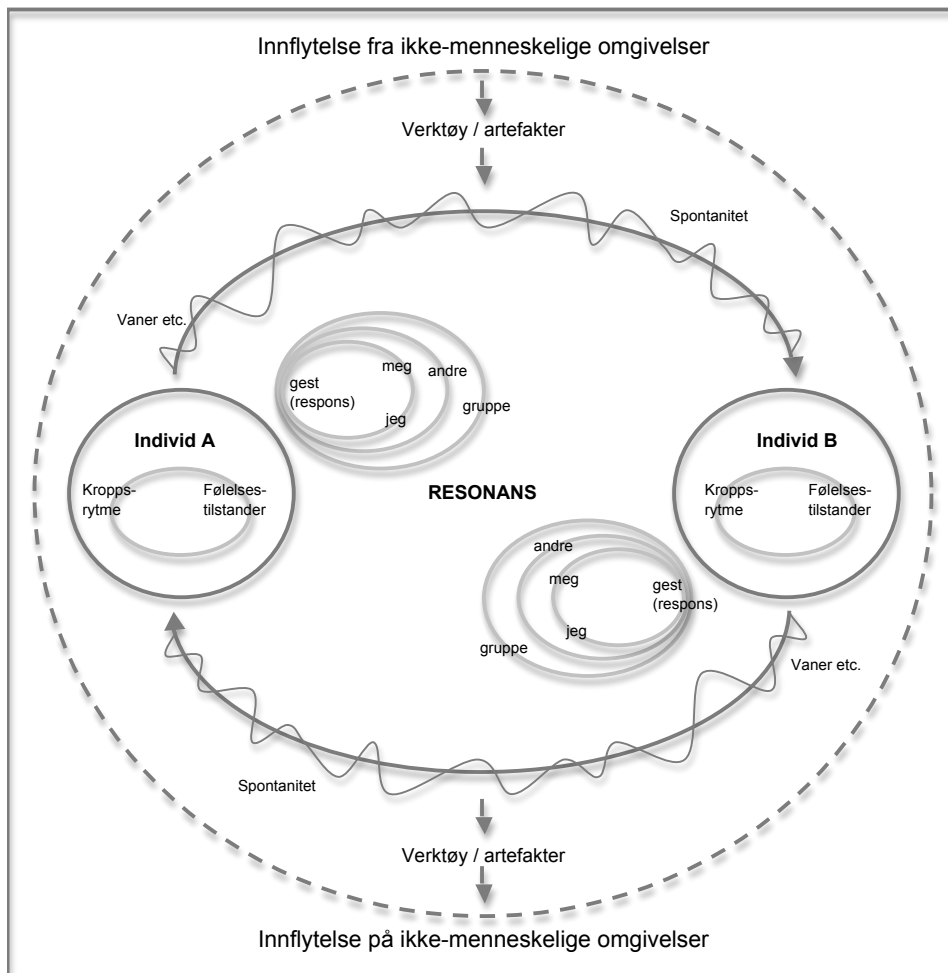 Innflytelse fra ikke-menneskelige omgivelser
Verktøy / artefakter
Spontanitet
Vaner etc.
meg
andre
gest
(respons)
jeg
gruppe
Individ A
Individ B
Kropps-
rytme
Følelses-
tilstander
RESONANS
Kropps-
rytme
Følelses-
tilstander
andre
meg
gest
(respons)
jeg
gruppe
Vaner etc.
Spontanitet
Verktøy / artefakter
Innflytelse på ikke-menneskelige omgivelser